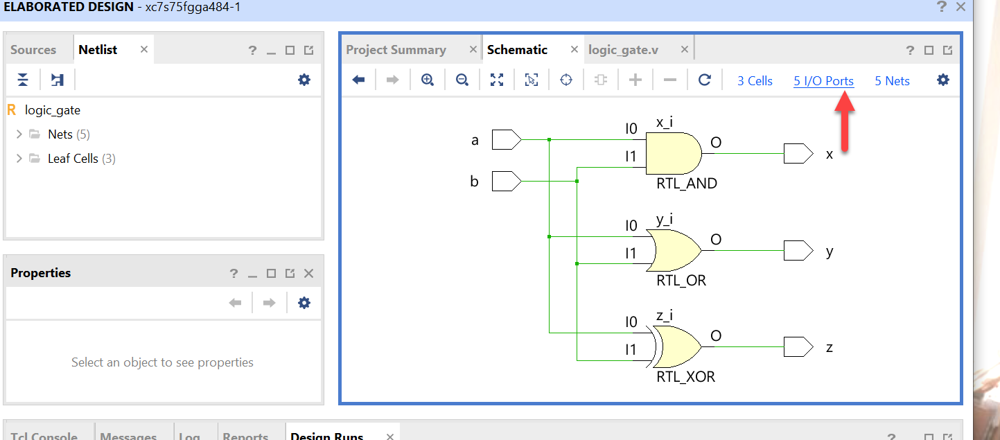 ELABORATED DESIGN - xc7s75fgga484-1
Sources Netlist
logic_gate
Nets (5)
Leaf Cells (3)
Properties
Select an object to see properties
Project Summary Schematic logic_gate.v
3 Cells 5 I/O Ports 5 Nets
a
b
I0 x_i
I1 O
RTL_AND
x
I0 y_i
I1 O
RTL_OR
y
I0 z_i
I1 O
RTL_XOR
z
Tcl Console Messages Log Reports Design Runs